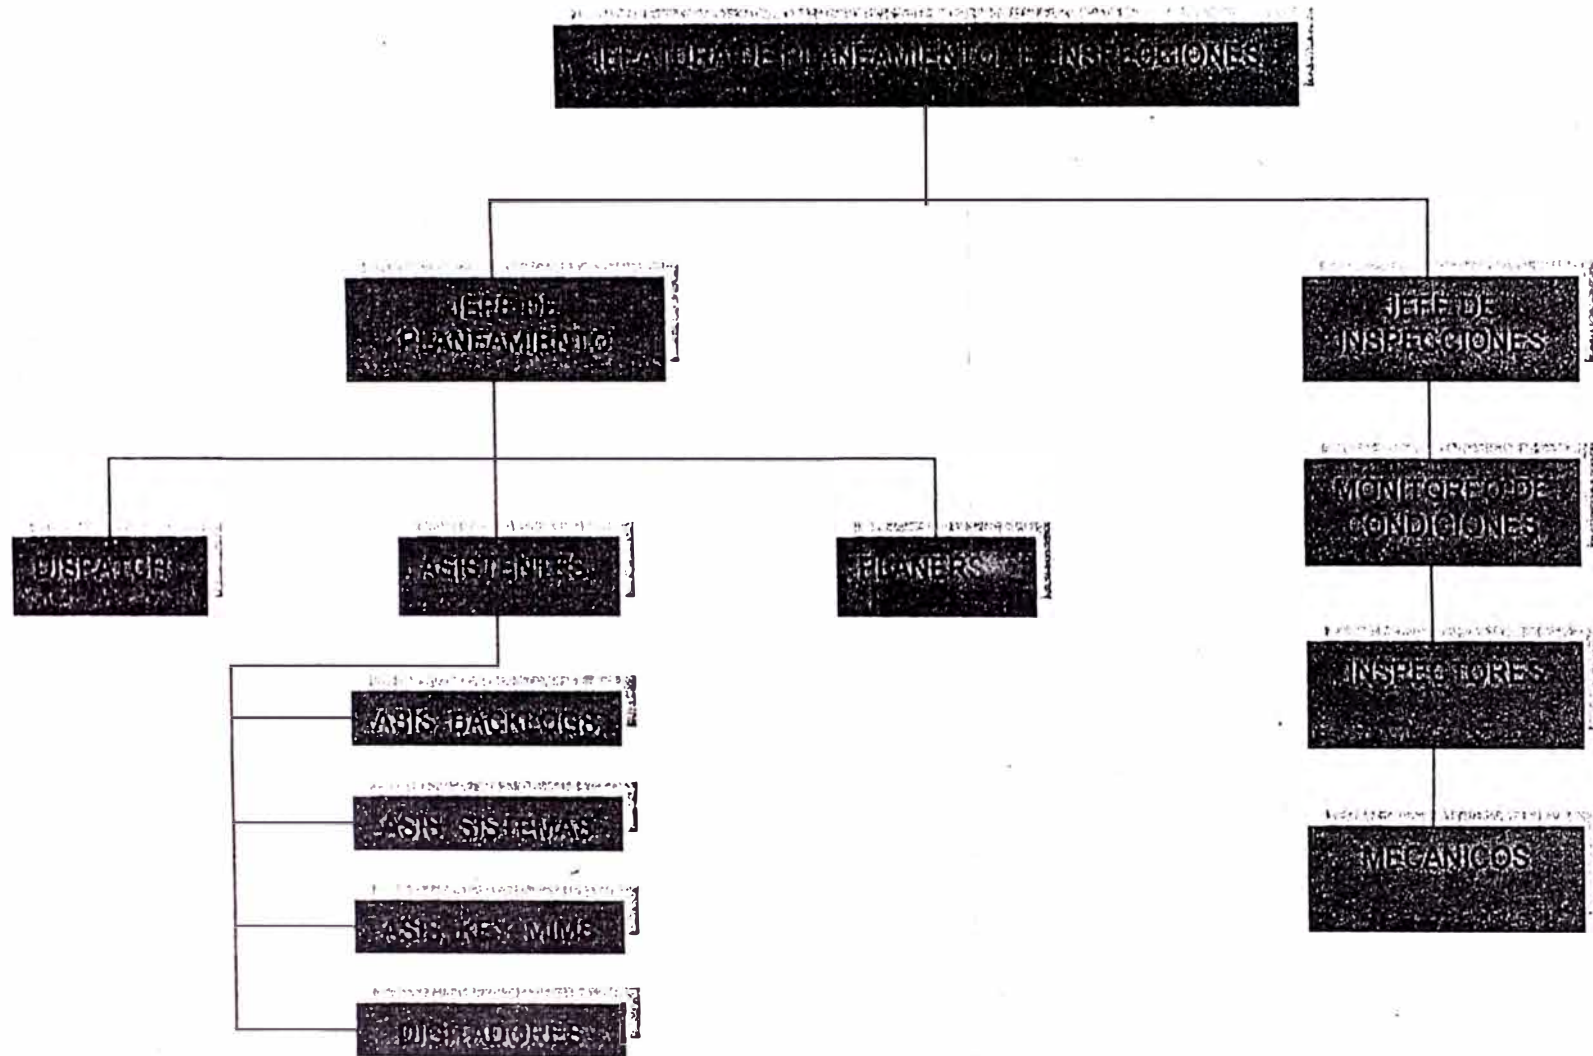 JEFATURA DE PLANEAMIENTO E INSPECCIONES
JEFE DE
PLANEAMIENTO
JEFE DE
INSPECCIONES
MONITOREO DE
CONDICIONES
DISPATCH
ASISTENTES
PLANERS
INSPECTORES
ASIS. BACKLOGS
ASIS. SISTEMAS
MECANICOS
ASIS. KEY MIMS
DIGITADORES